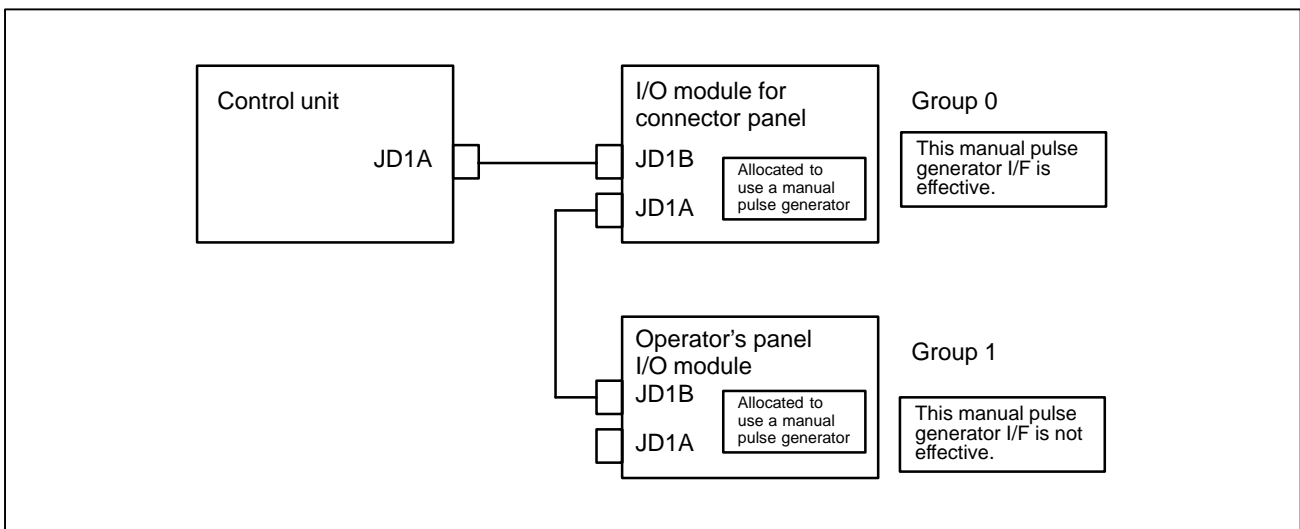 Control unit
JD1A
I/O module for
connector panel
JD1B
JD1A
Allocated to
use a manual
pulse generator
Group 0
This manual pulse
generator I/F is
effective.
Operator's panel
I/O module
JD1B
JD1A
Allocated to
use a manual
pulse generator
Group 1
This manual pulse
generator I/F is not
effective.